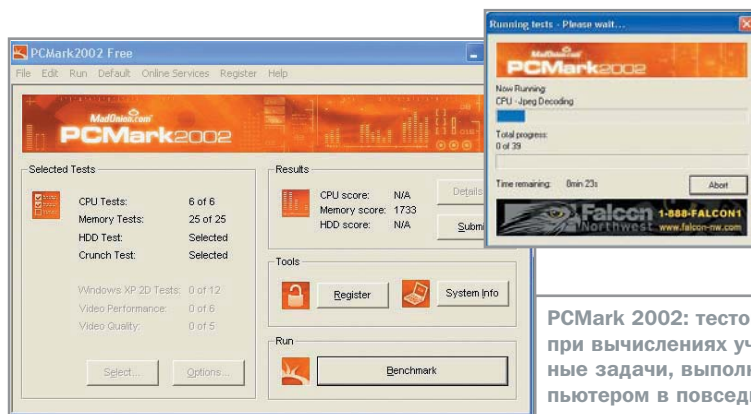 PCMark2002 Free
File Edit Run Default Online Services Register Help
MadOnion.com
PCMark2002
Selected Tests
CPU Tests: 6 of 6
Memory Tests: 25 of 25
HDD Test: Selected
Crunch Test: Selected
Windows XP 2D Tests: 0 of 12
Video Performance: 0 of 6
Video Quality: 0 of 5
Select...
Options...
Results
CPU score: N/A
Memory score: 1733
HDD score: N/A
Details
Submi
Tools
Register
System Info
Run
Benchmark
Running tests - Please wait...
MadOnion.com
PCMark2002
Now Running:
CPU - Jpeg Decoding
Total progress:
0 of 39
Time remaining: 8min 23s
Abort
Falcon 1-888-FALCON1
Northwest www.falcon-nw.com
PCMark 2002: тесто
при вычислениях уч
ные задачи, выполн
пьютером в повсед